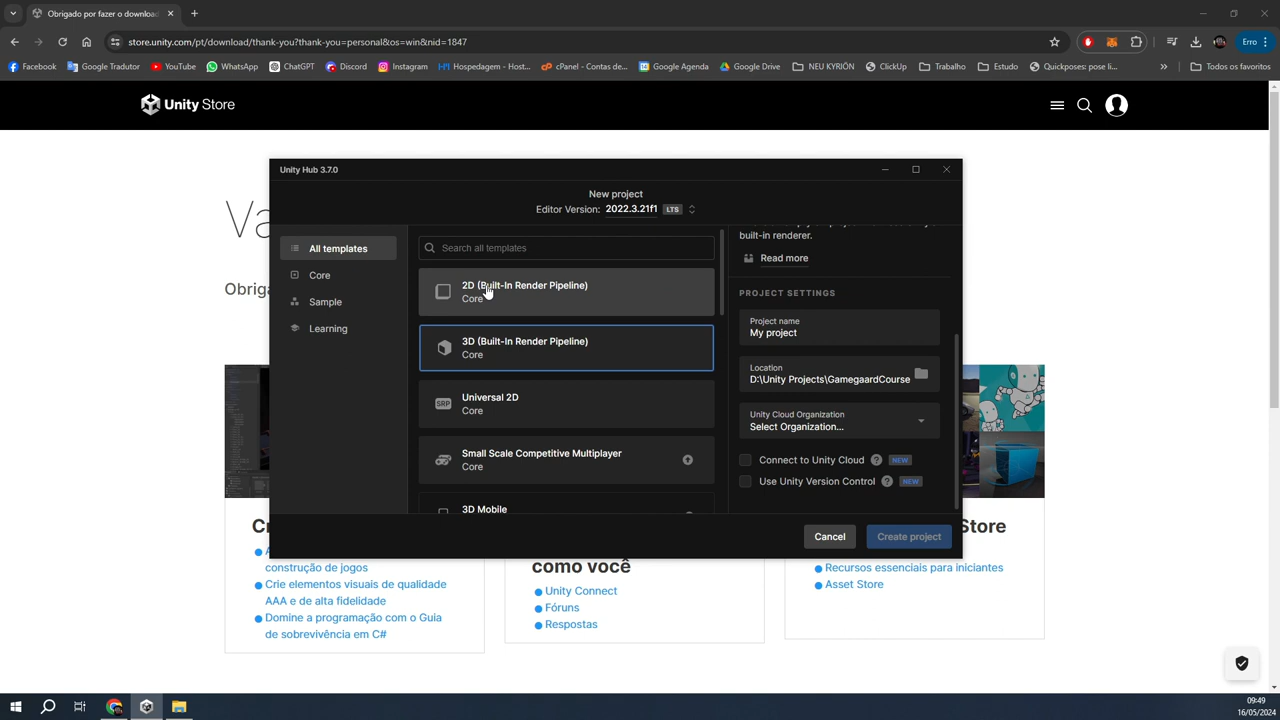 Obrigado por fazer o download
store.unity.com/pt/download/thank-you?thank-you=personal&os=win&nid=1847
Erro
Facebook
Google Tradutor
YouTube
WhatsApp
ChatGPT
Discord
Instagram
Hospedagem - Host...
cPanel - Contas de...
Google Agenda
Google Drive
NEU KYRIÓN
ClickUp
Trabalho
Estudo
Quickposes: pose li...
»
Todos os favoritos
Unity Store
Va
Obriga
Unity Hub 3.7.0
New project
Editor Version: 2022.3.21f1 LTS
All templates
Core
Sample
Learning
Search all templates
2D (Built-In Render Pipeline)
Core
3D (Built-In Render Pipeline)
Core
SRP
Universal 2D
Core
Small Scale Competitive Multiplayer
Core
3D Mobile
built-in renderer.
Read more
PROJECT SETTINGS
Project name
My project
Location
D:\Unity Projects\GamegaardCourse
Unity Cloud Organization
Select Organization...
Connect to Unity Cloud ? NEW
Use Unity Version Control ? NEW
Cancel
Create project
construção de jogos
Crie elementos visuais de qualidade
AAA e de alta fidelidade
Domine a programação com o Guia
de sobrevivência em C#
como você
Unity Connect
Fóruns
Respostas
Store
Recursos essenciais para iniciantes
Asset Store
09:49
16/05/2024